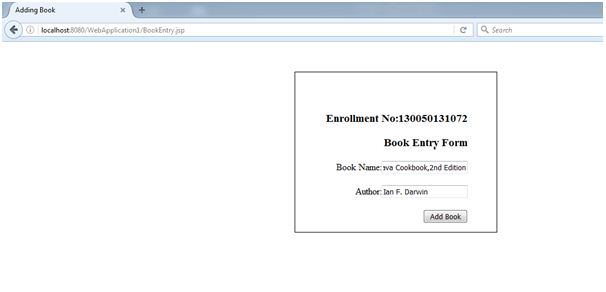 Adding Book
localhost:8080/WebApplication1/BookEntry.jsp
Search
Enrollment No:130050131072
Book Entry Form
Book Name: va Cookbook,2nd Edition
Author: Ian F. Darwin
Add Book